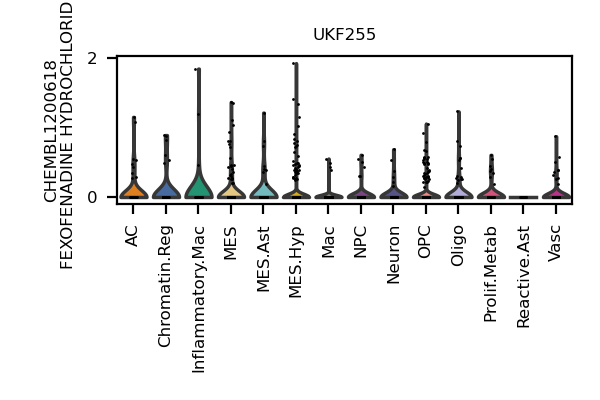 UKF255
CHEMBL1200618
FEXOFENADINE HYDROCHLORID
2
0
AC
Chromatin.Reg
Inflammatory.Mac
MES
MES.Ast
MES.Hyp
Mac
NPC
Neuron
OPC
Oligo
Prolif.Metab
Reactive.Ast
Vasc